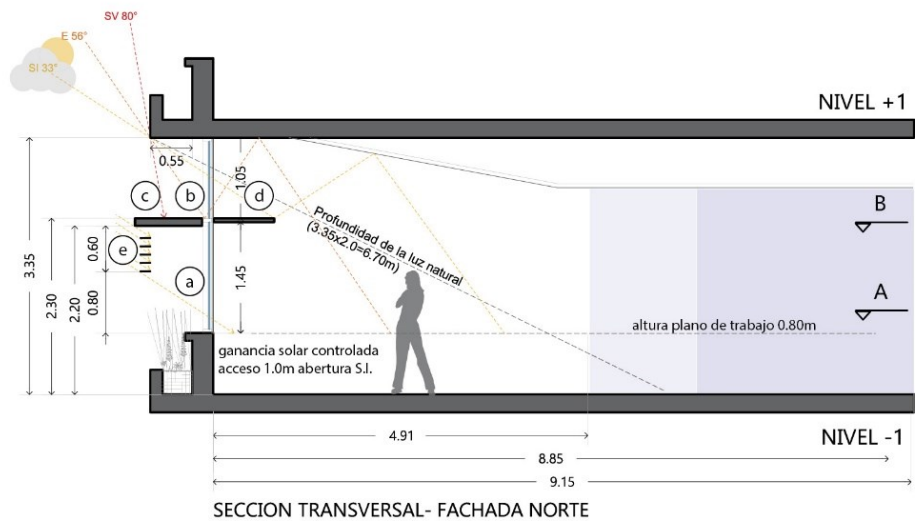 SV 80°
E 56°
SI 33°
NIVEL +1
0.55
1.05
c
b
d
B
Profundidad de la luz natural
(3.35x2.0=6.70m)
e
0.60
3.35
2.30
2.20
0.80
a
1.45
A
altura plano de trabajo 0.80m
ganancia solar controlada
acceso 1.0m abertura S.I.
4.91
NIVEL -1
8.85
9.15
SECCION TRANSVERSAL- FACHADA NORTE